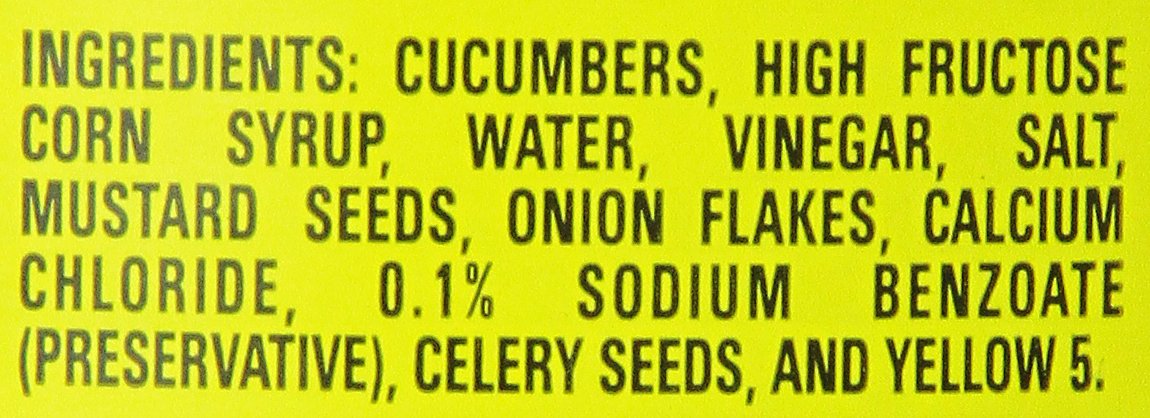 INGREDIENTS: CUCUMBERS, HIGH FRUCTOSE
CORN SYRUP, WATER, VINEGAR, SALT,
MUSTARD SEEDS, ONION FLAKES, CALCIUM
CHLORIDE, 0.1% SODIUM BENZOATE
(PRESERVATIVE), CELERY SEEDS, AND YELLOW 5.